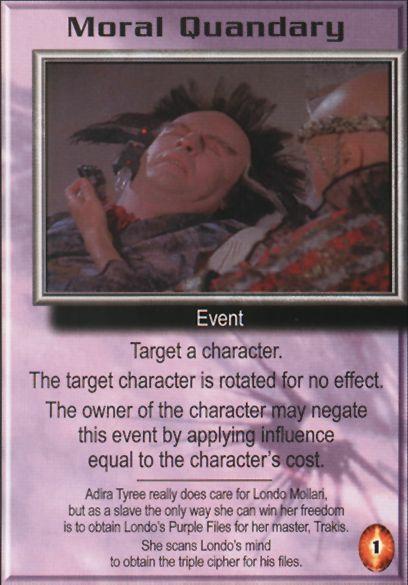 Moral Quandary
Event
Target a character.
The target character is rotated for no effect.
The owner of the character may negate
this event by applying influence
equal to the character's cost.
Adira Tyree really does care for Londo Mollari,
but as a slave the only way she can win her freedom
is to obtain Londo's Purple Files for her master, Trakis.
She scans Londo's mind
to obtain the triple cipher for his files.
1